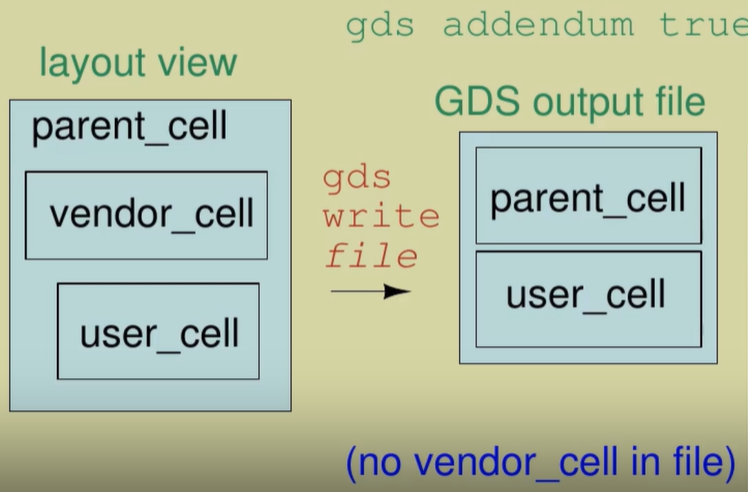 gds addendum true
layout view
GDS output file
parent_cell
vendor_cell
user_cell
gds
write
file
parent_cell
user_cell
(no vendor_cell in file)